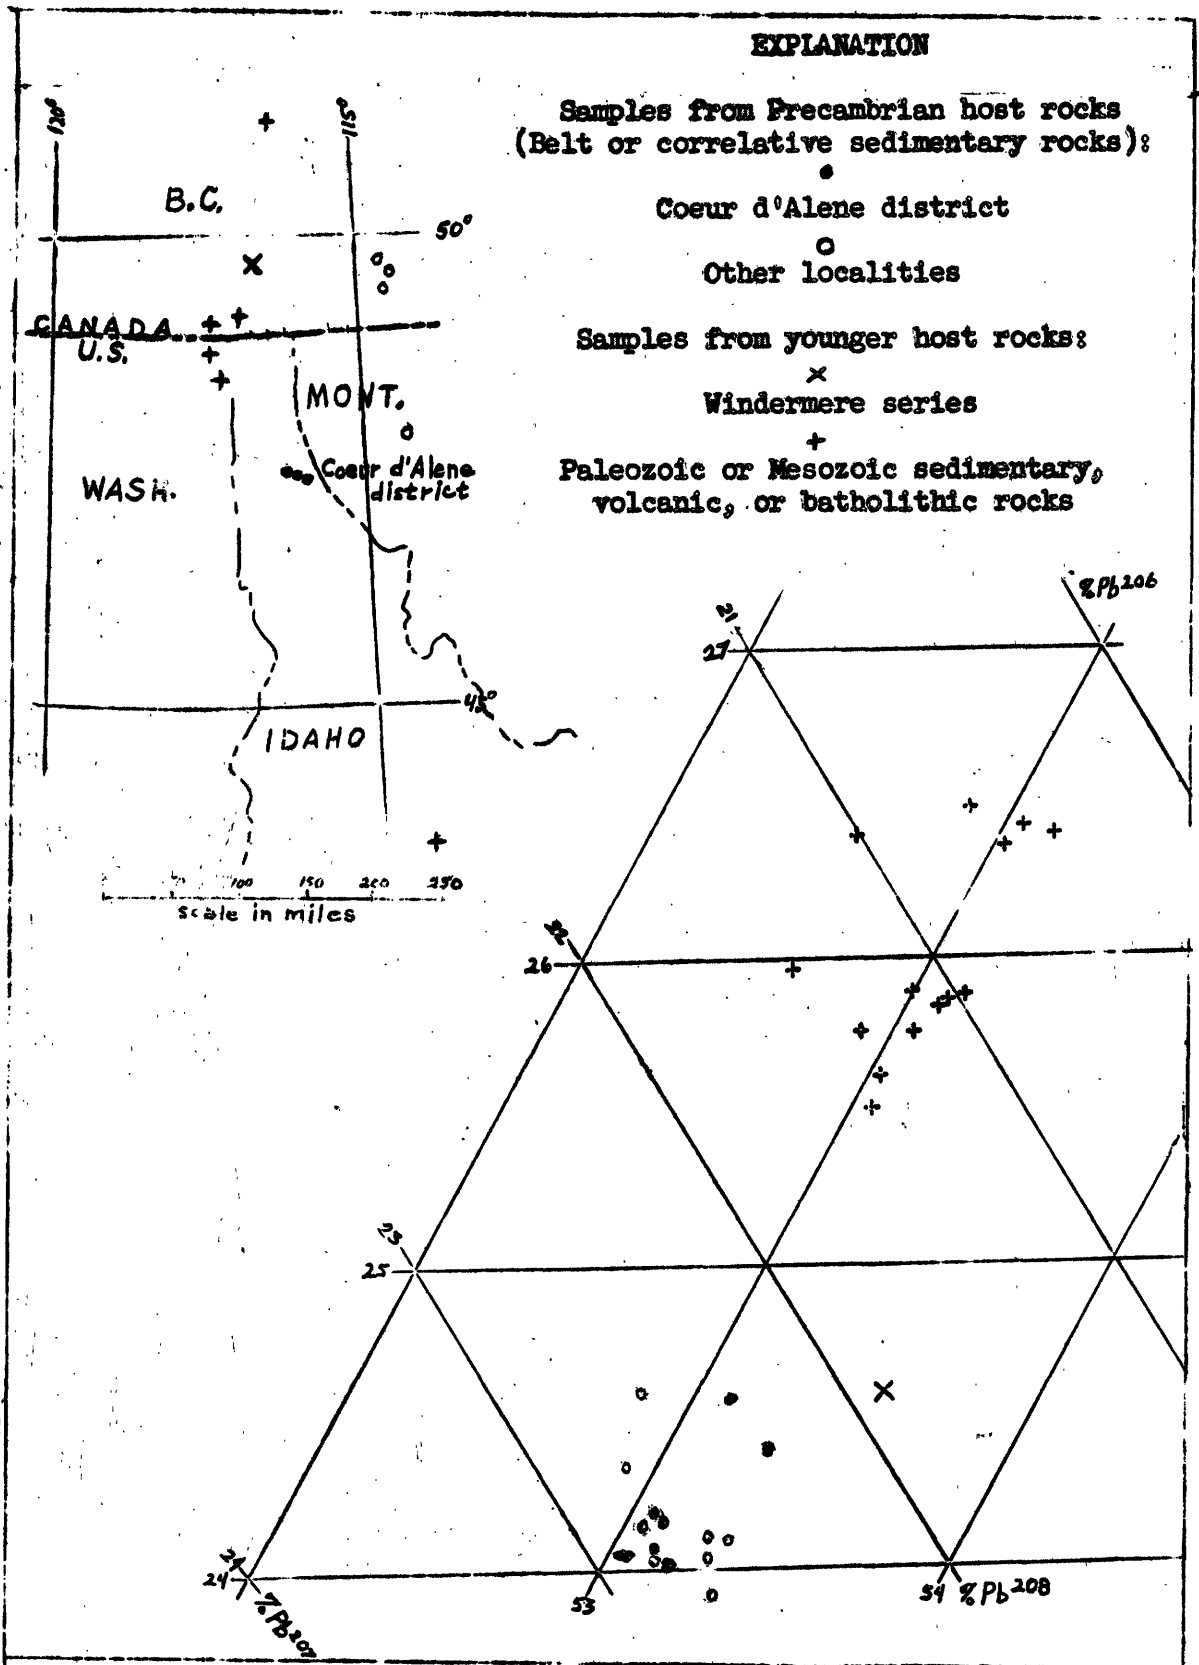 EXPLANATION
Samples from Precambrian host rocks
(Belt or correlative sedimentary rocks):
Coeur d'Alene district
Other localities
Samples from younger host rocks:
Windermere series
Paleozoic or Mesozoic sedimentary,
volcanic, or batholithic rocks
120°
115°
B.C.
50°
CANADA
U.S.
MONT.
Coeur d'Alene
district
WASH.
45°
IDAHO
100 150 200 250
scale in miles
%Pb206
21
27
22
26
23
25
24
24
%Pb207
53
54 %Pb208